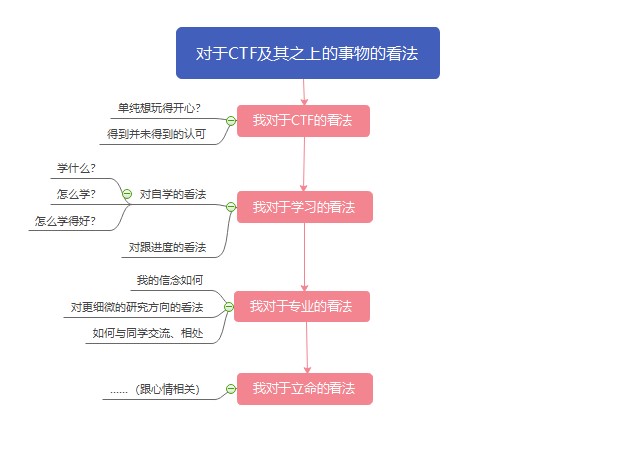 对于CTF及其之上的事物的看法
我对于CTF的看法
单纯想玩得开心？
得到并未得到的认可
我对于学习的看法
对自学的看法
学什么？
怎么学？
怎么学得好？
对跟进度的看法
我对于专业的看法
我的信念如何
对更细微的研究方向的看法
如何与同学交流、相处
我对于立命的看法
……（跟心情相关）